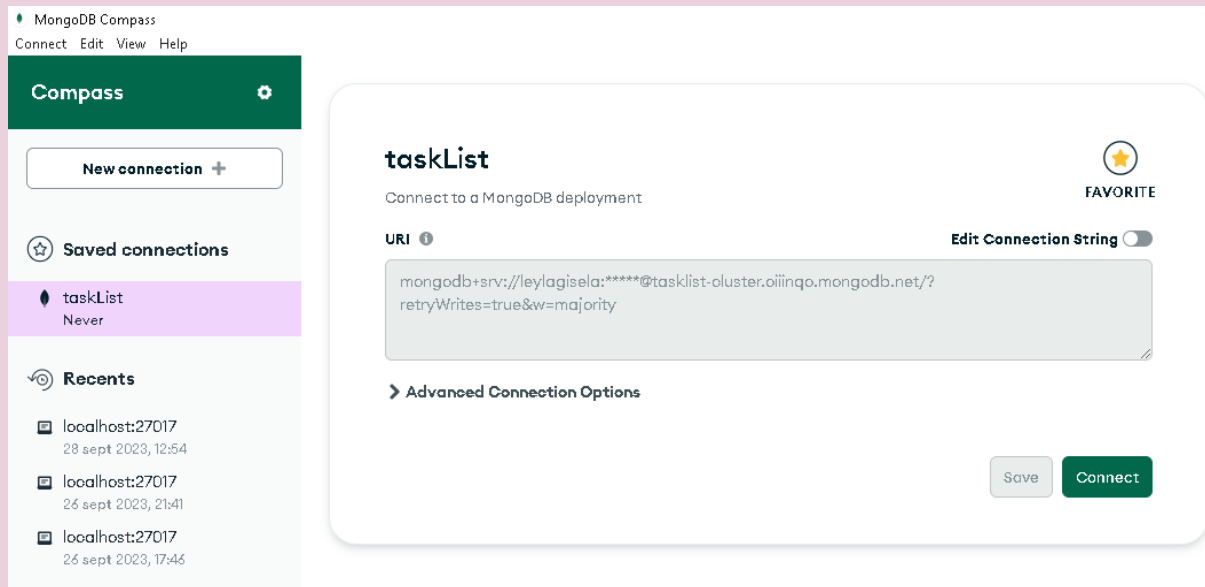 MongoDB Compass
Connect Edit View Help
Compass
New connection +
Saved connections
taskList
Never
Recents
localhost:27017
28 sept 2023, 12:54
localhost:27017
26 sept 2023, 21:41
localhost:27017
26 sept 2023, 17:46
taskList
FAVORITE
Connect to a MongoDB deployment
URI
Edit Connection String
mongodb+srv://leylagisela:*****@tasklist-cluster.oiiinqo.mongodb.net/?
retryWrites=true&w=majority
Advanced Connection Options
Save Connect